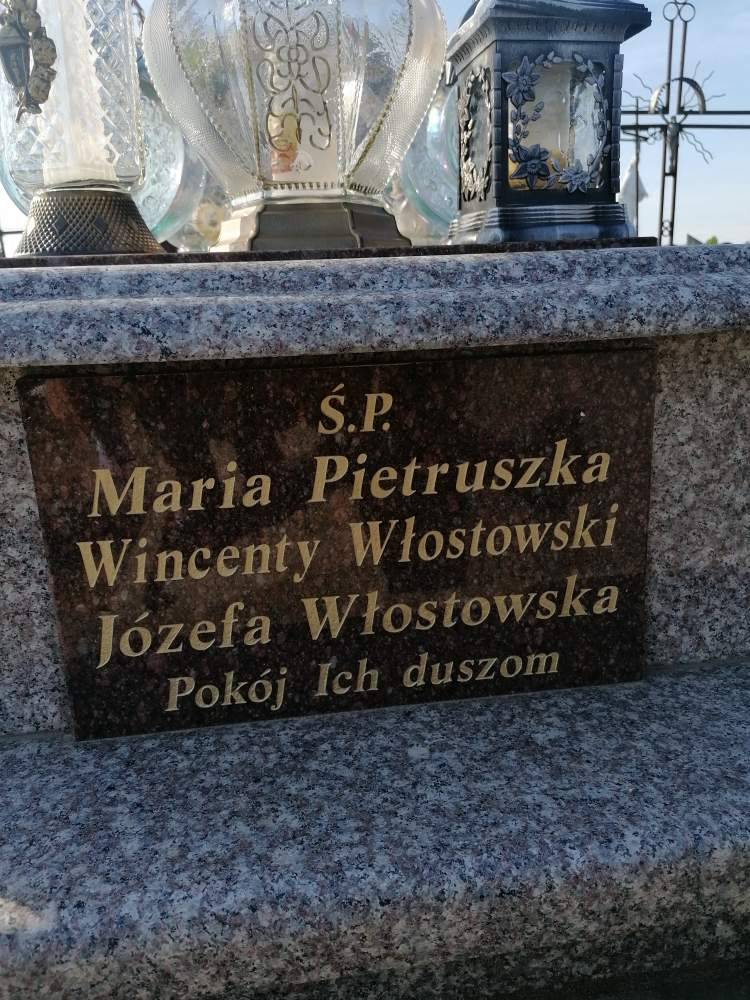 Ś.P.
Maria Pietruszka
Wincenty Włostowski
Józefa Włostowska
Pokój Ich duszom